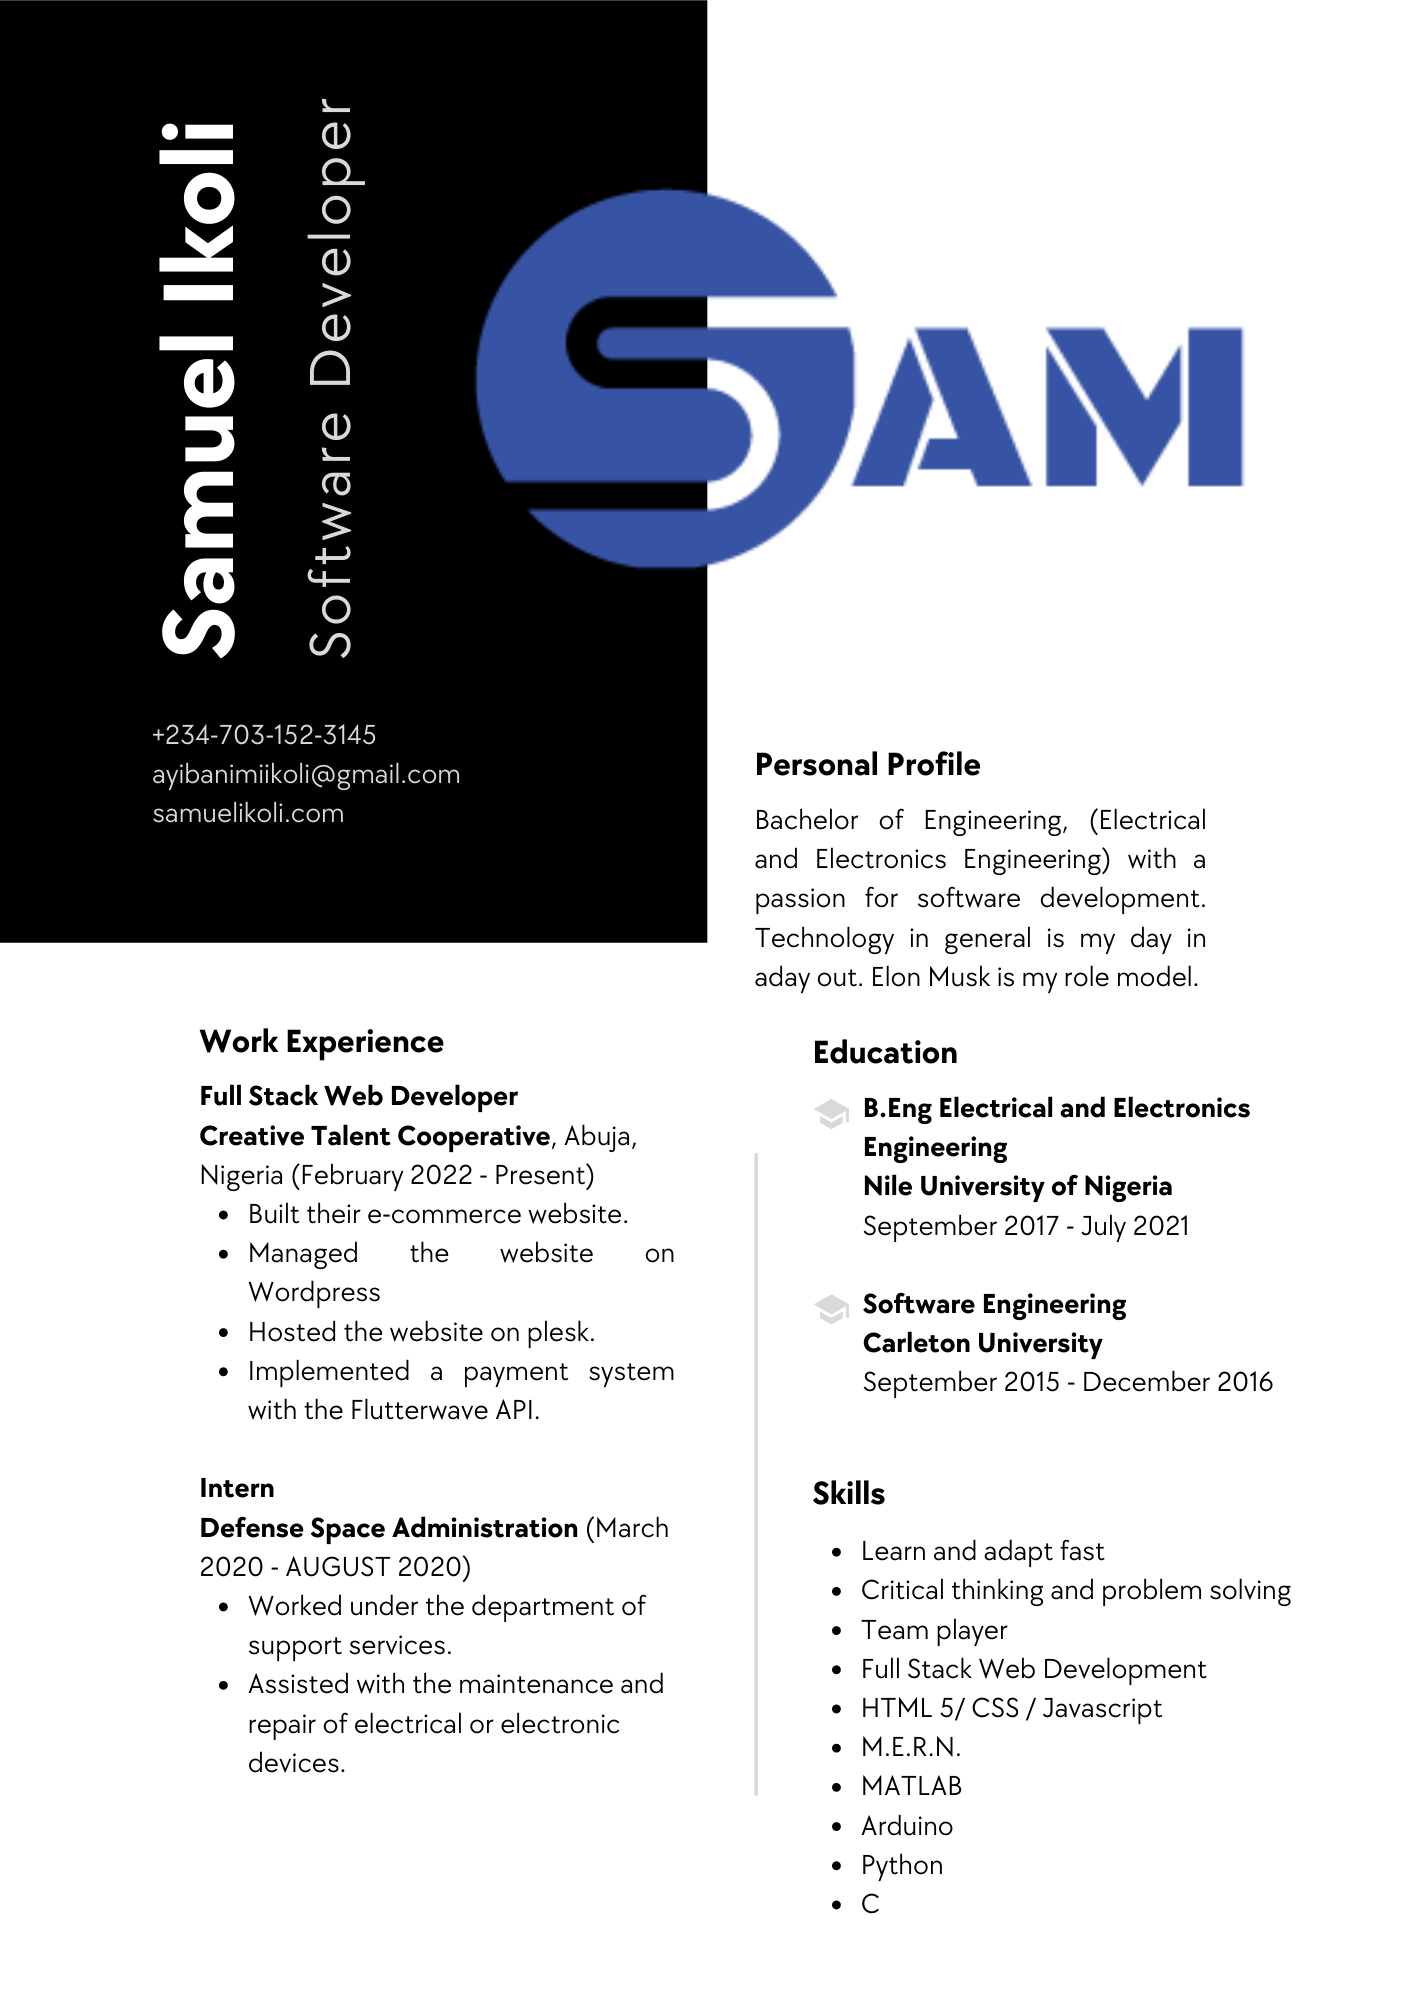 Samuel Ikoli
Software Developer
SAM
+234-703-152-3145
ayibanimiikoli@gmail.com
samuelikoli.com
Personal Profile
Bachelor of Engineering, (Electrical
and Electronics Engineering) with a
passion for software development.
Technology in general is my day in
aday out. Elon Musk is my role model.
Work Experience
Full Stack Web Developer
Creative Talent Cooperative, Abuja,
Nigeria (February 2022 - Present)
• Built their e-commerce website.
• Managed the website on
Wordpress
• Hosted the website on plesk.
• Implemented a payment system
with the Flutterwave API.
Intern
Defense Space Administration (March
2020 - AUGUST 2020)
• Worked under the department of
support services.
• Assisted with the maintenance and
repair of electrical or electronic
devices.
Education
B.Eng Electrical and Electronics
Engineering
Nile University of Nigeria
September 2017 - July 2021
Software Engineering
Carleton University
September 2015 - December 2016
Skills
• Learn and adapt fast
• Critical thinking and problem solving
• Team player
• Full Stack Web Development
• HTML 5/ CSS / Javascript
• M.E.R.N.
• MATLAB
• Arduino
• Python
• C